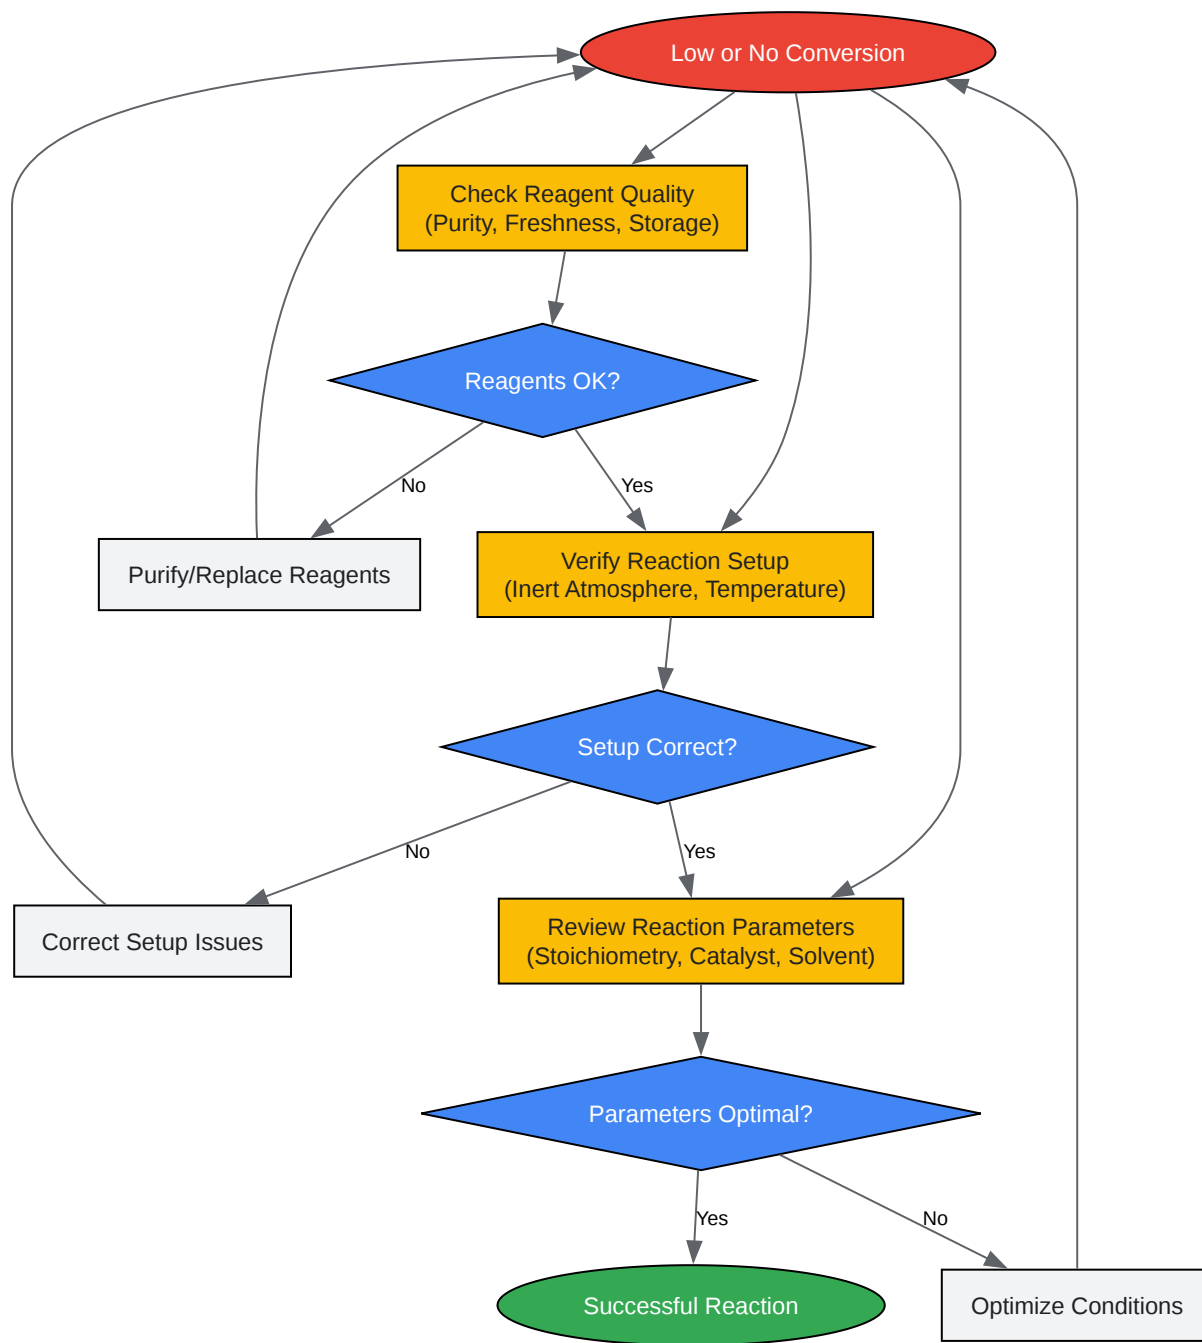 Low or No Conversion
Check Reagent Quality
(Purity, Freshness, Storage)
Reagents OK?
No
Yes
Purify/Replace Reagents
Verify Reaction Setup
(Inert Atmosphere, Temperature)
Setup Correct?
No
Yes
Correct Setup Issues
Review Reaction Parameters
(Stoichiometry, Catalyst, Solvent)
Parameters Optimal?
Yes
No
Successful Reaction
Optimize Conditions